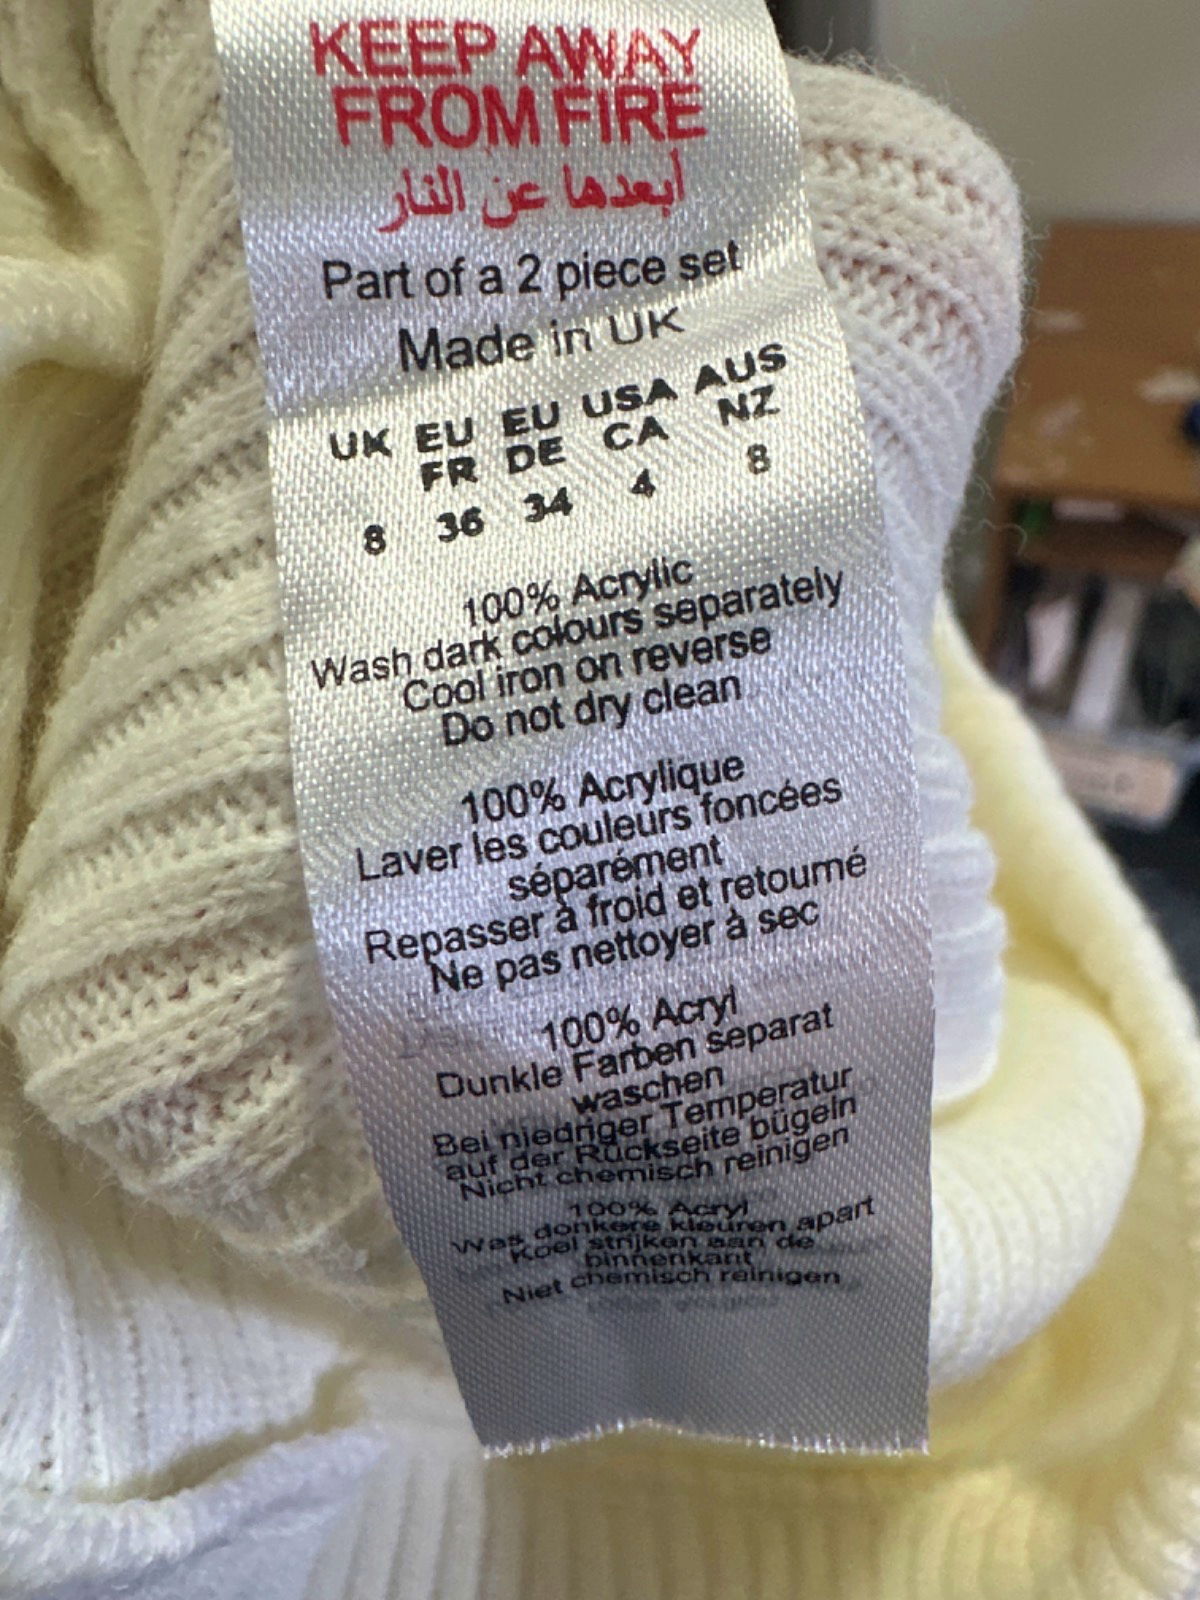 KEEP AWAY
FROM FIRE
أبعدها عن النار
Part of a 2 piece set
Made in UK
UK EU EU USA AUS
FR DE CA NZ
8 36 34 4 8
100% Acrylic
Wash dark colours separately
Cool iron on reverse
Do not dry clean
100% Acrylique
Laver les couleurs foncées
séparément
Repasser à froid et retourné
Ne pas nettoyer à sec
100% Acryl
Dunkle Farben separat
waschen
Bei niedriger Temperatur
auf der Rückseite bügeln
Nicht chemisch reinigen
100% Acryl
Was donkere kleuren apart
Koel strijken aan de
binnenkant
Niet chemisch reinigen